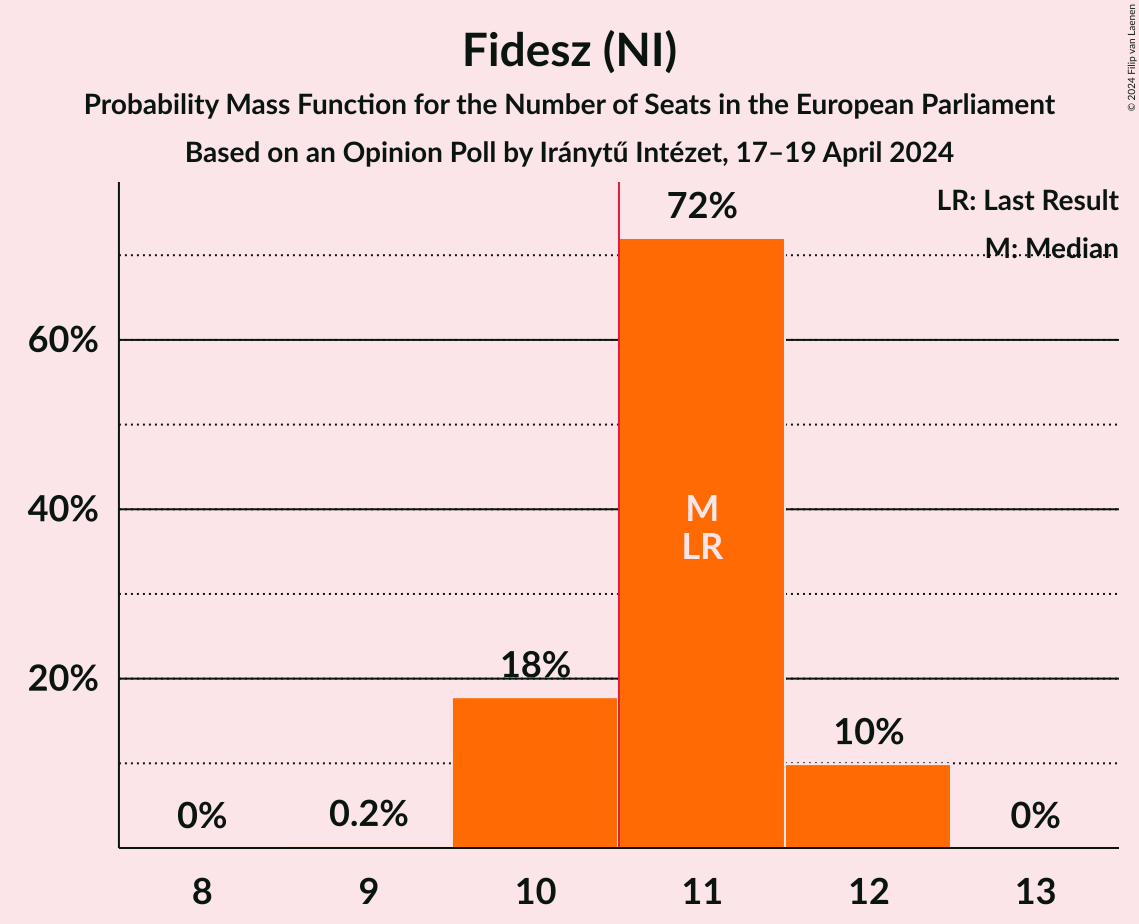 Fidesz (NI)
Probability Mass Function for the Number of Seats in the European Parliament
Based on an Opinion Poll by Iránytű Intézet, 17–19 April 2024
© 2024 Filip van Laenen
LR: Last Result
M: Median
72%
60%
40%
20%
M
LR
18%
10%
0%
0.2%
0%
8
9
10
11
12
13